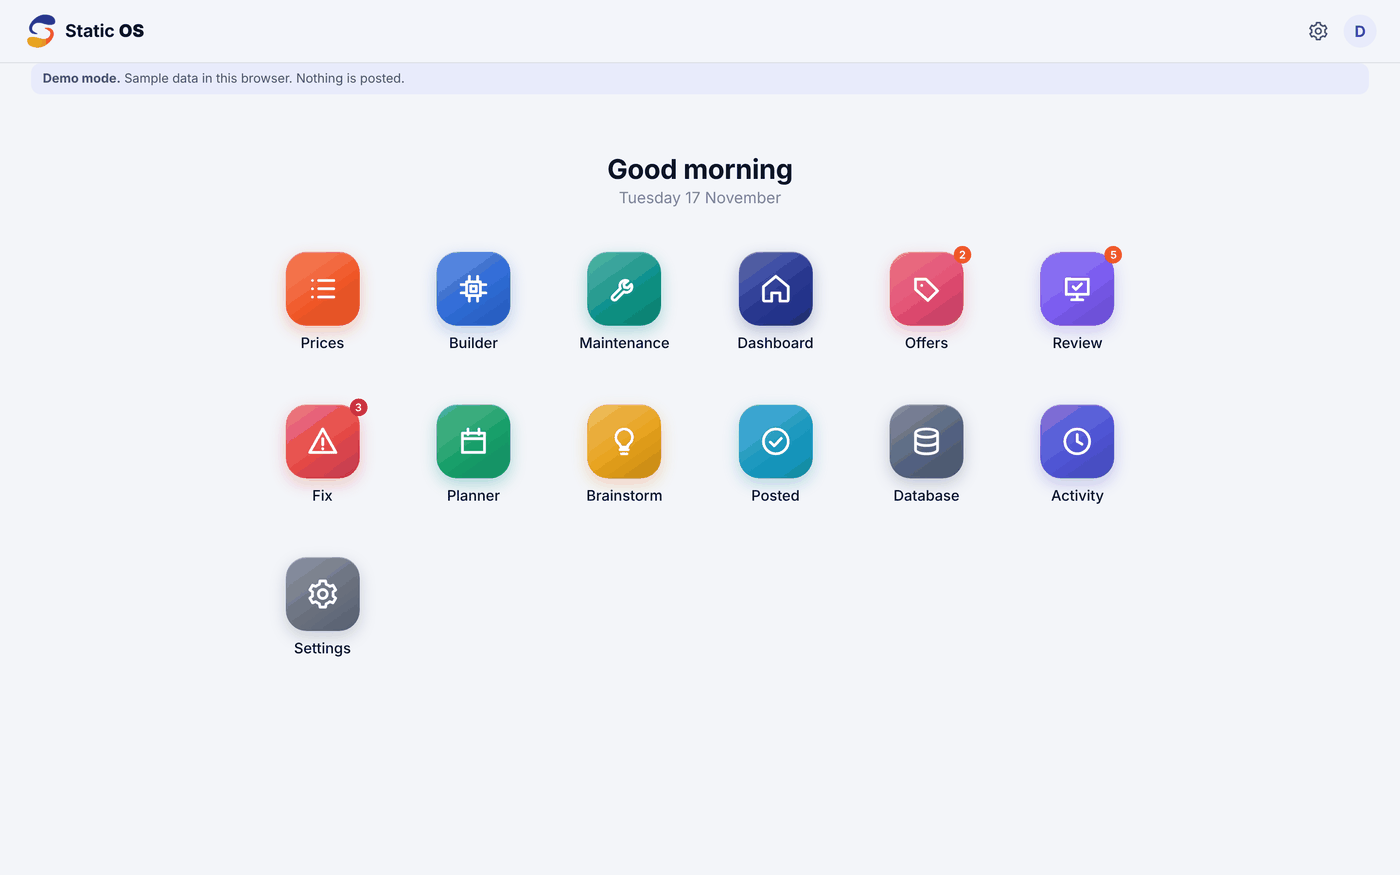 Static OS
D
Demo mode. Sample data in this browser. Nothing is posted.
Good morning
Tuesday 17 November
2
5
Prices
Builder
Maintenance
Dashboard
Offers
Review
3
Fix
Planner
Brainstorm
Posted
Database
Activity
Settings